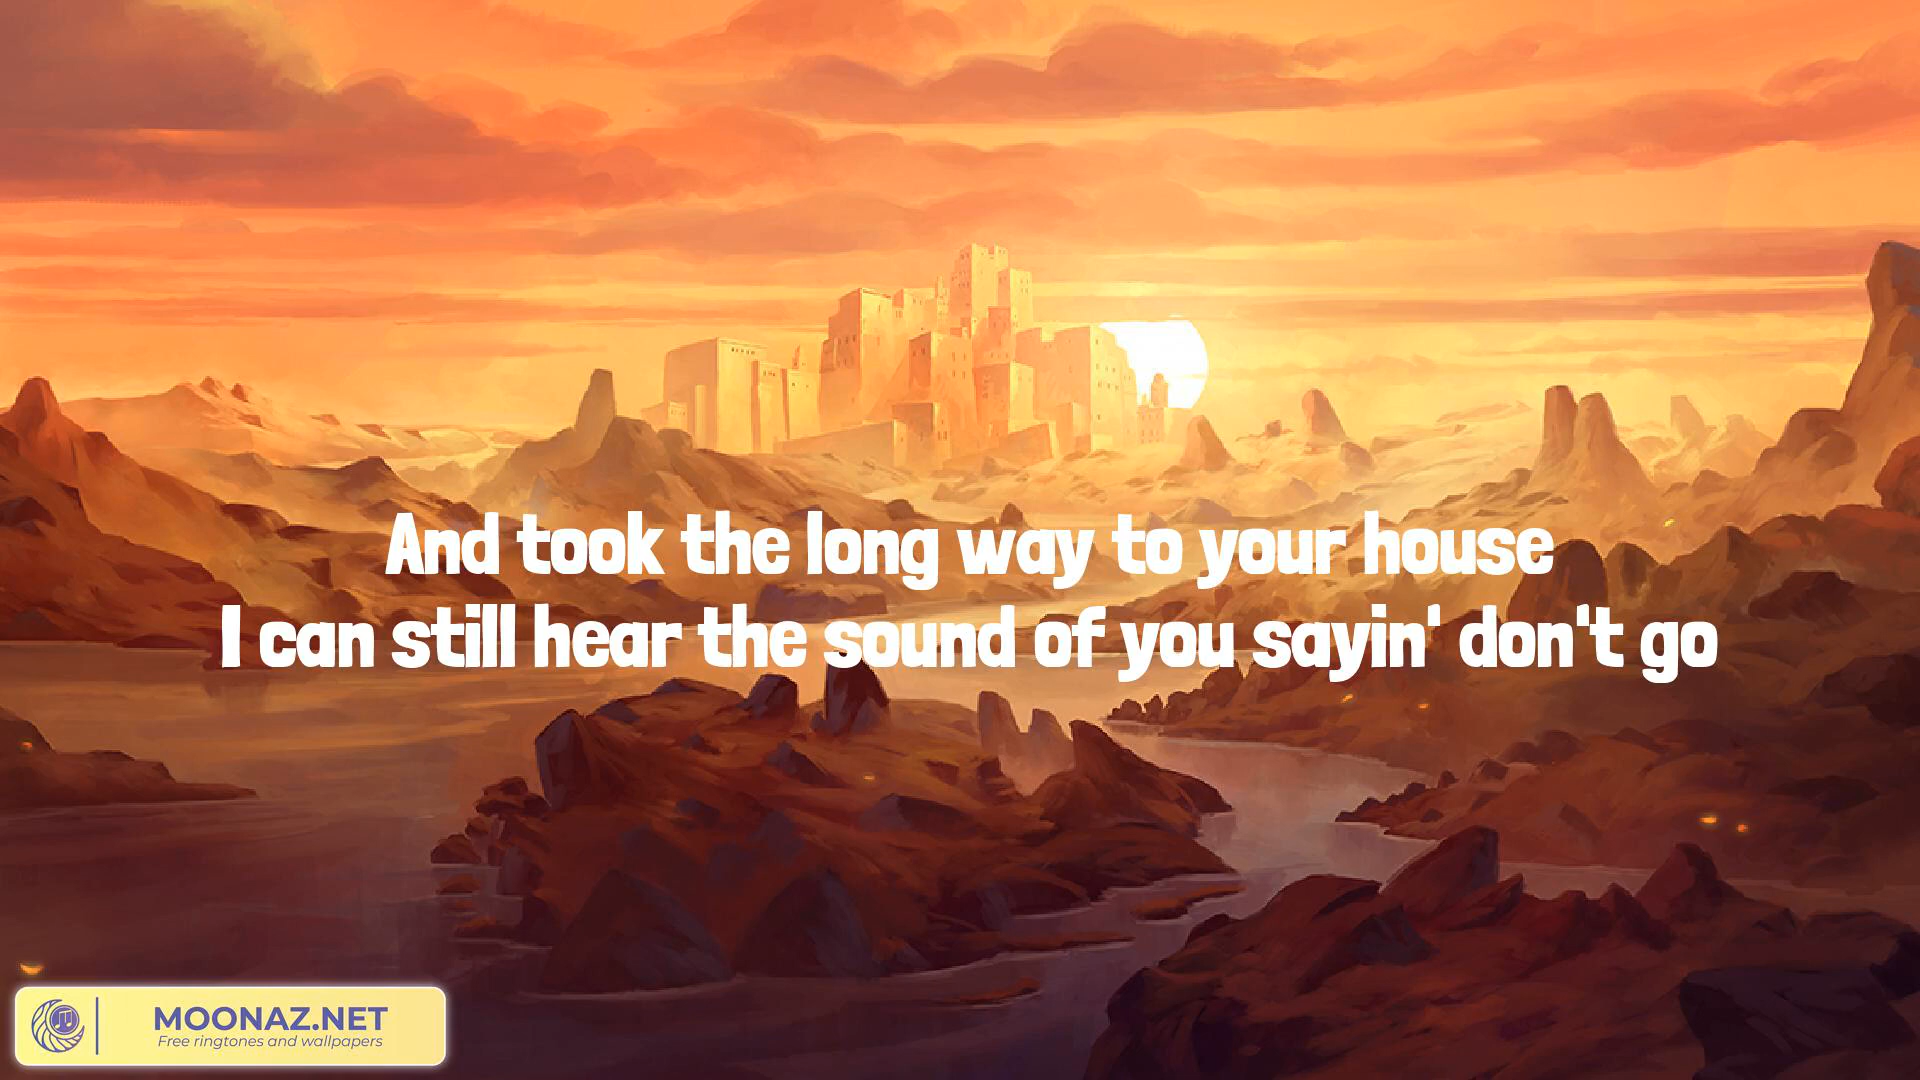 And took the long way to your house
I can still hear the sound of you sayin' don't go
MOONAZ.NET
Free ringtones and wallpapers